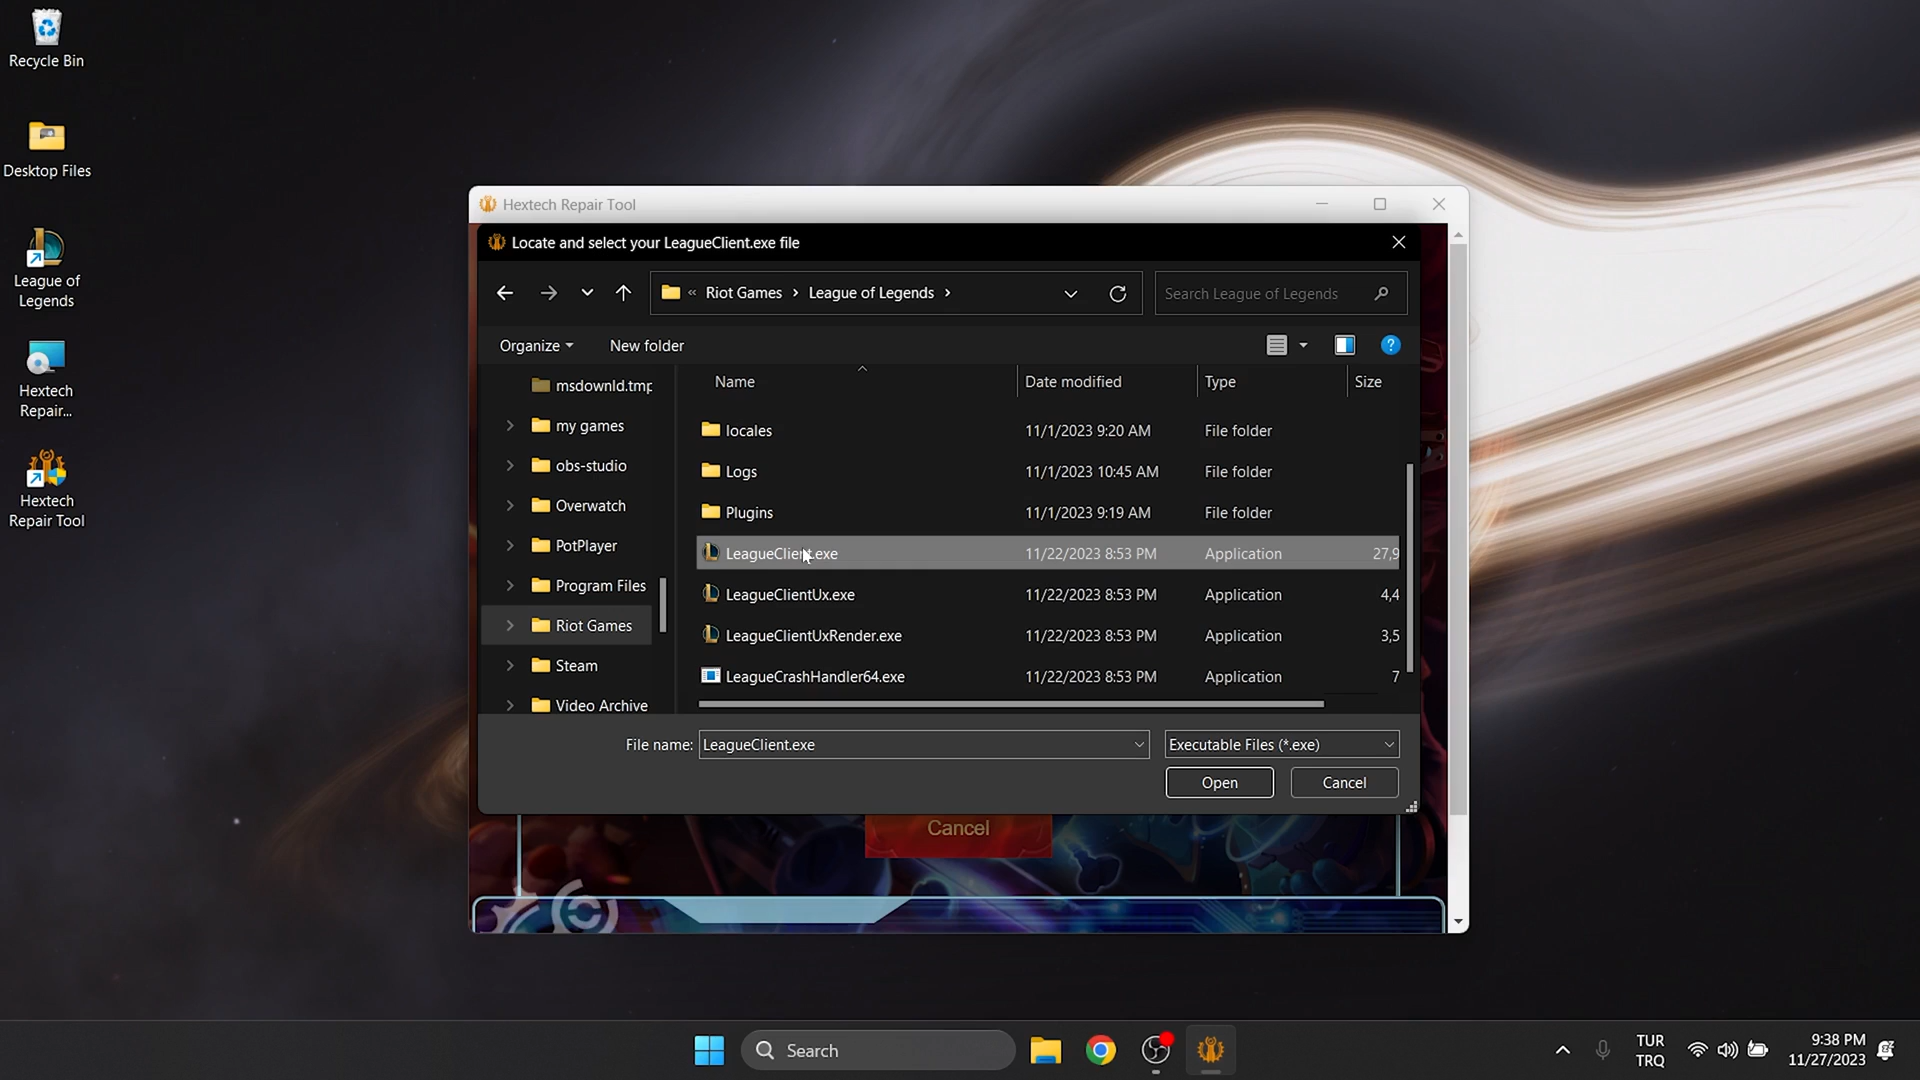 Recycle Bin
Desktop Files
League of
Legends
Hextech
Repair...
Hextech
Repair Tool
Hextech Repair Tool
Locate and select your LeagueClient.exe file
« Riot Games › League of Legends ›
Search League of Legends
Organize
New folder
?
msdownld.tmp
my games
obs-studio
Overwatch
PotPlayer
Program Files
Riot Games
Steam
Video Archive
Name Date modified Type Size
locales 11/1/2023 9:20 AM File folder
Logs 11/1/2023 10:45 AM File folder
Plugins 11/1/2023 9:19 AM File folder
LeagueClient.exe 11/22/2023 8:53 PM Application 27,9
LeagueClientUx.exe 11/22/2023 8:53 PM Application 4,4
LeagueClientUxRender.exe 11/22/2023 8:53 PM Application 3,5
LeagueCrashHandler64.exe 11/22/2023 8:53 PM Application 7
File name: LeagueClient.exe
Executable Files (*.exe)
Open
Cancel
Cancel
Search
TUR
TRQ
9:38 PM
11/27/2023